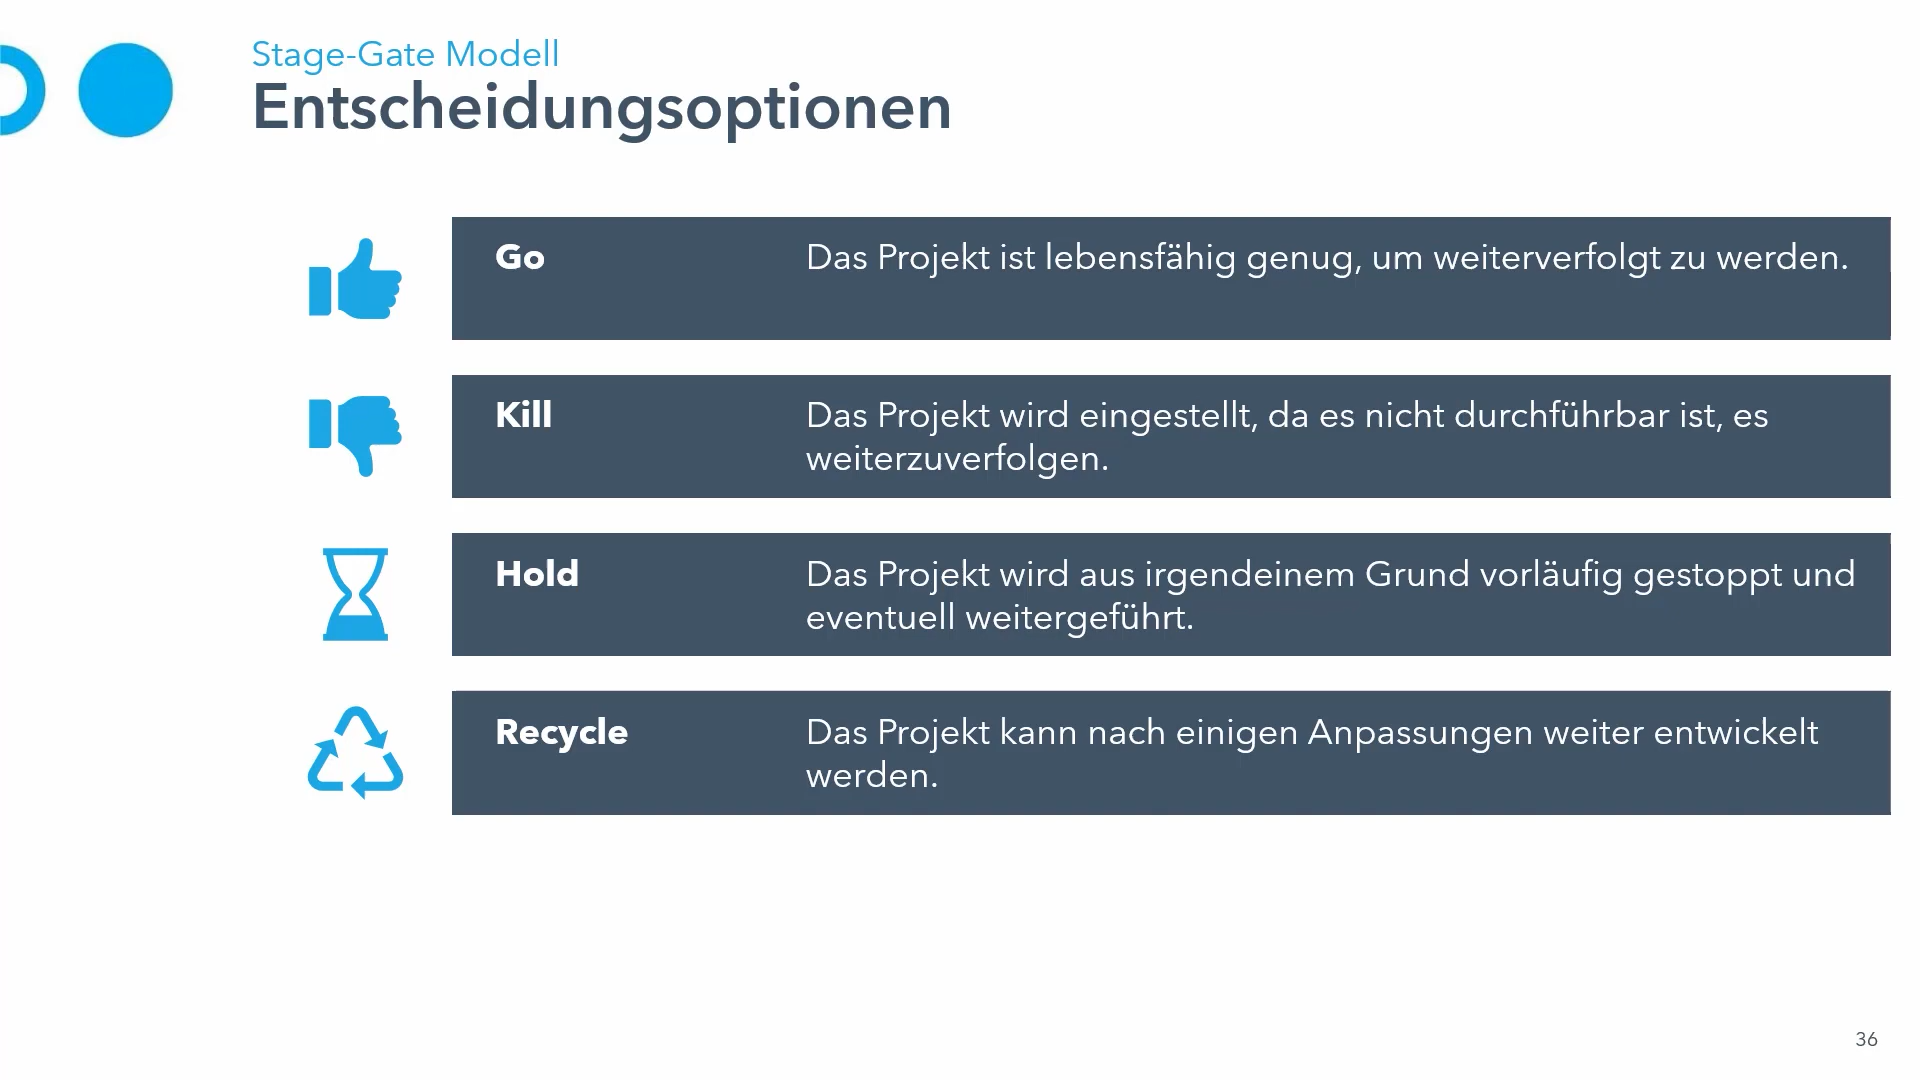 Stage-Gate Modell
Entscheidungsoptionen
Go
Das Projekt ist lebensfähig genug, um weiterverfolgt zu werden.
Kill
Das Projekt wird eingestellt, da es nicht durchführbar ist, es
weiterzuverfolgen.
Hold
Das Projekt wird aus irgendeinem Grund vorläufig gestoppt und
eventuell weitergeführt.
Recycle
Das Projekt kann nach einigen Anpassungen weiter entwickelt
werden.
36